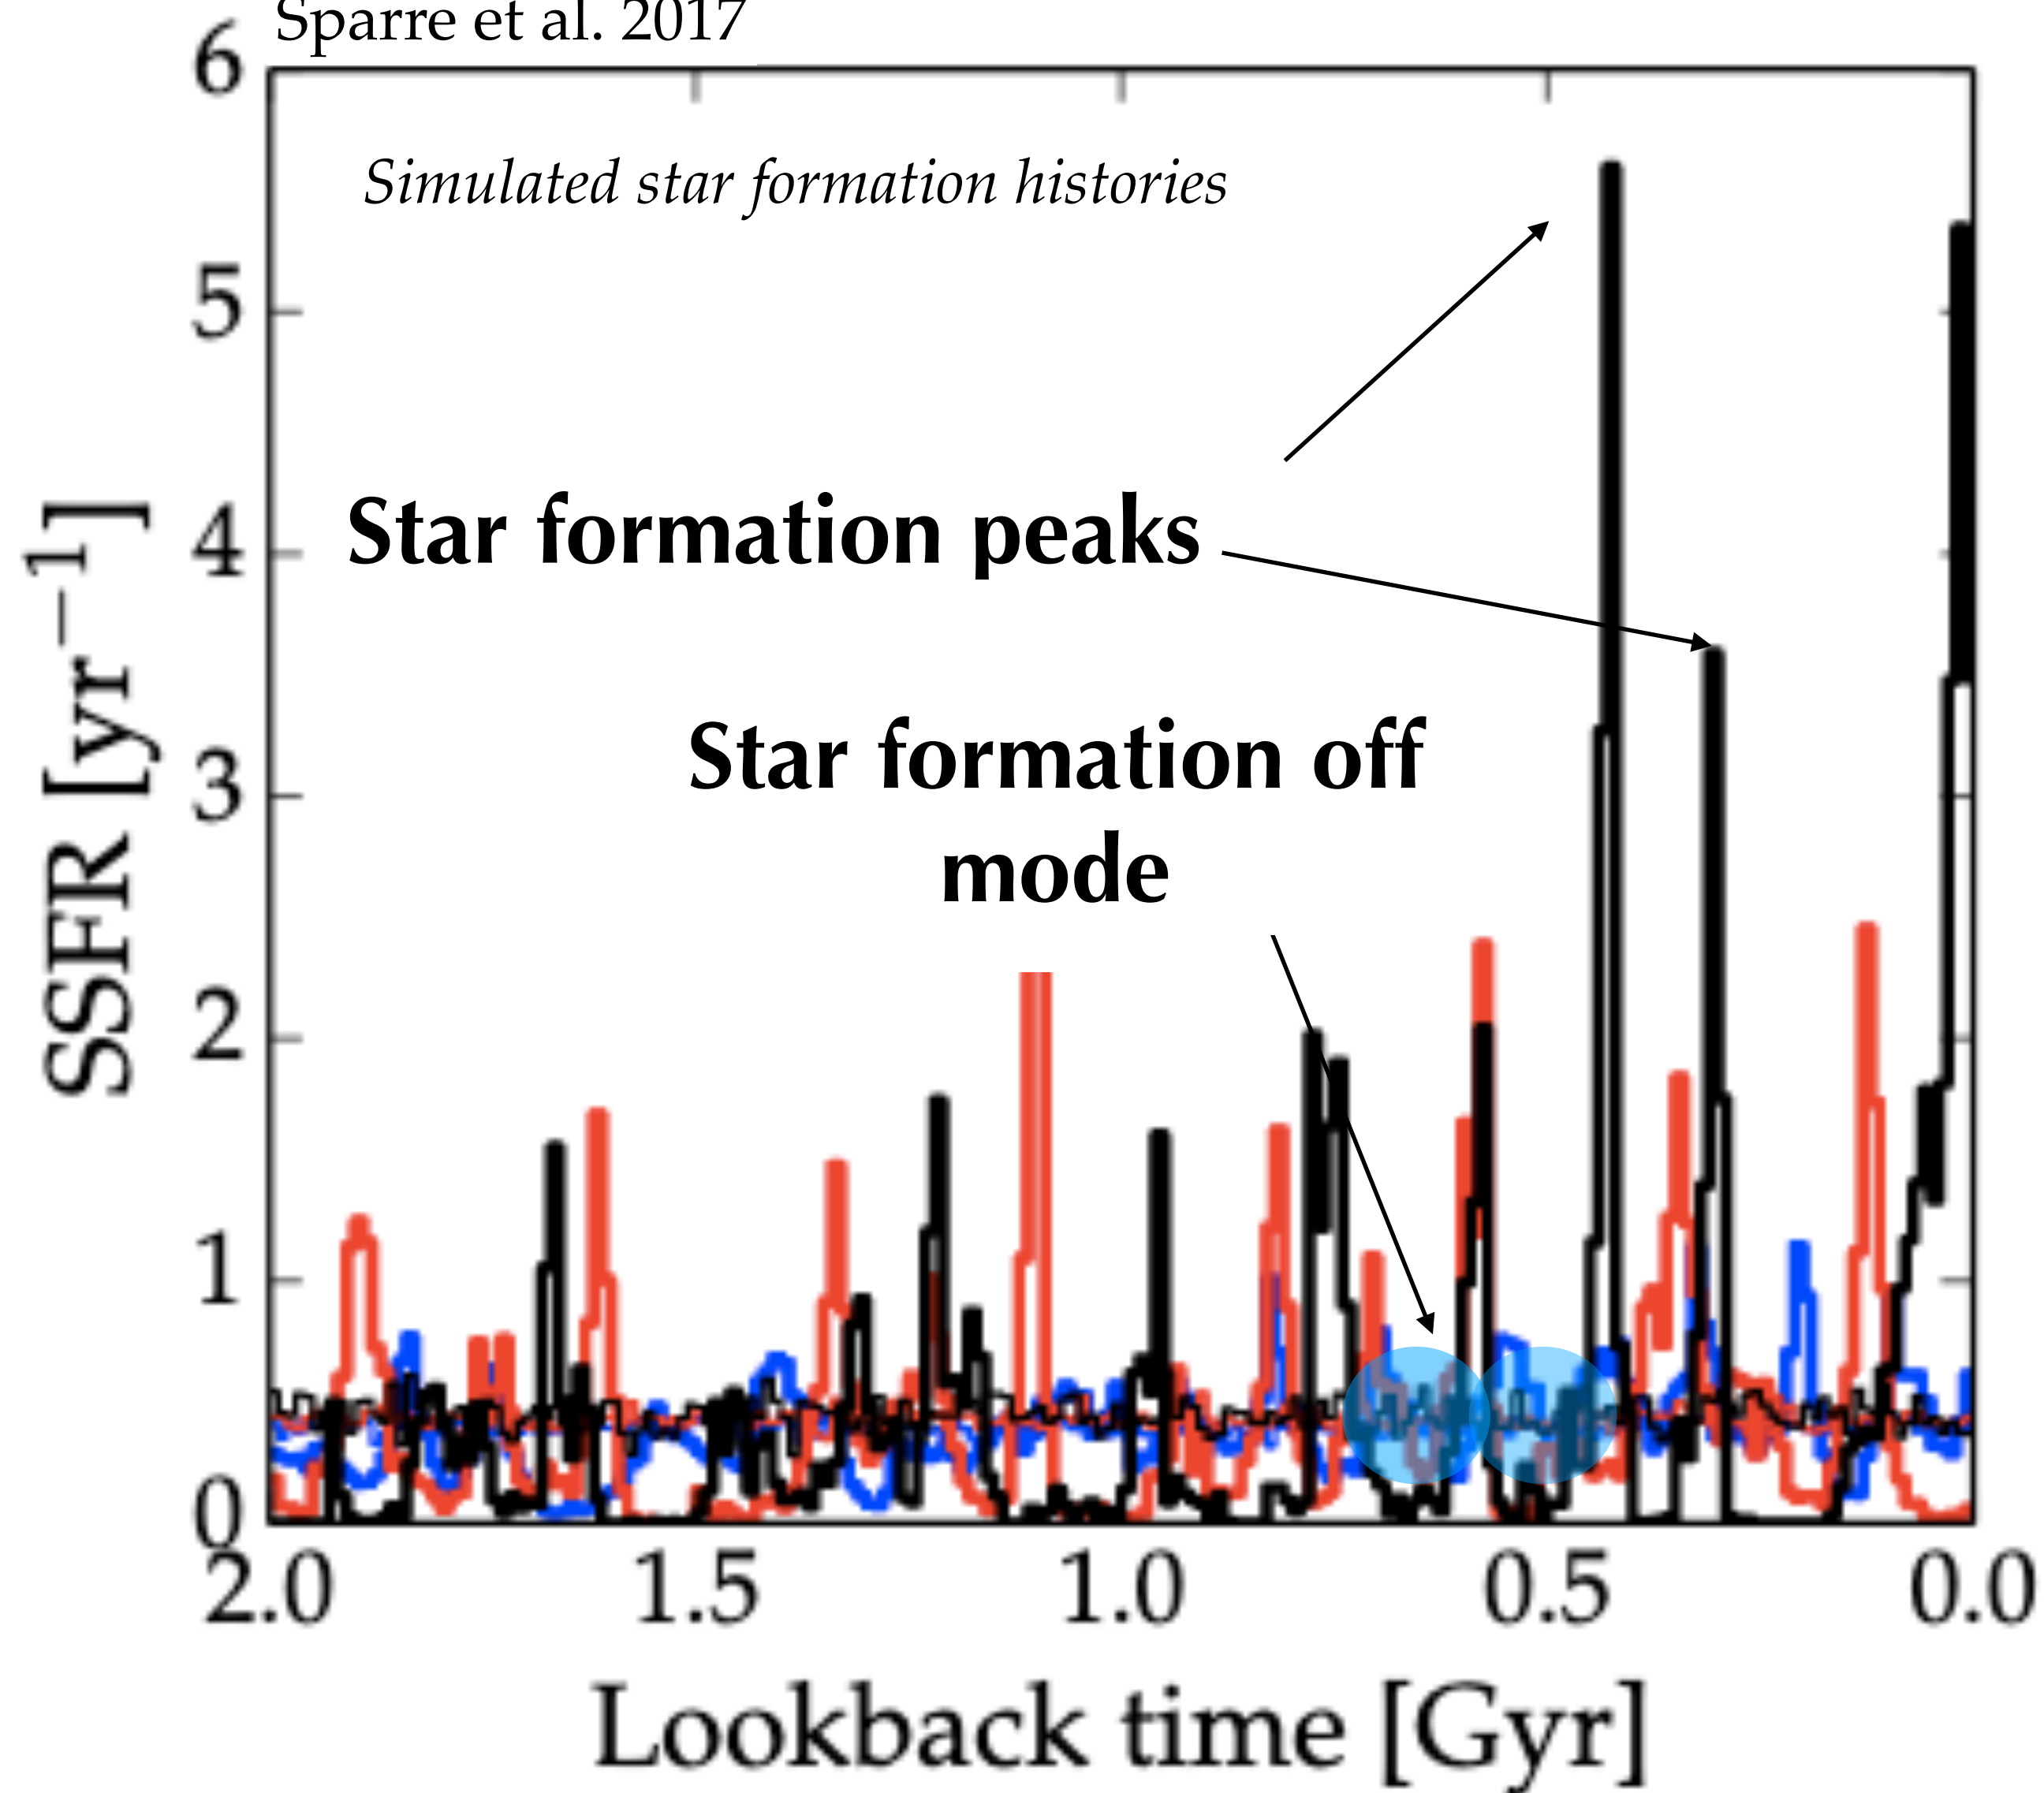 Sparre et al. 2017
6
Simulated star formation histories
5
Star formation peaks
4
Star formation off
mode
3
2
1
0
SSFR [yr⁻¹]
2.0 1.5 1.0 0.5 0.0
Lookback time [Gyr]